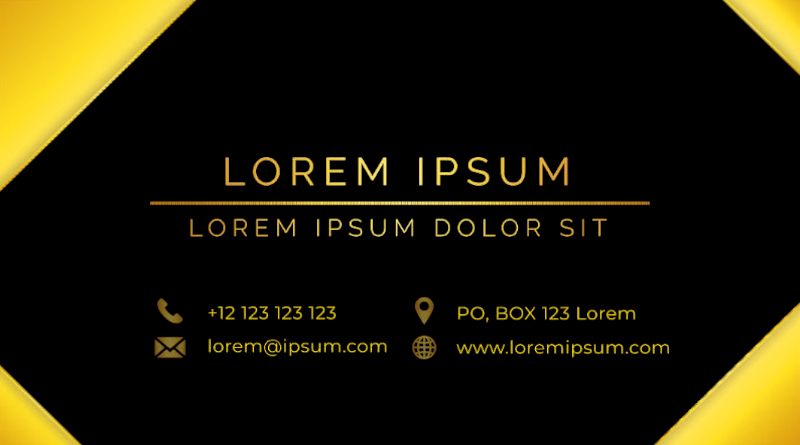 LOREM IPSUM
LOREM IPSUM DOLOR SIT
+12 123 123 123
PO, BOX 123 Lorem
lorem@ipsum.com
www.loremipsum.com